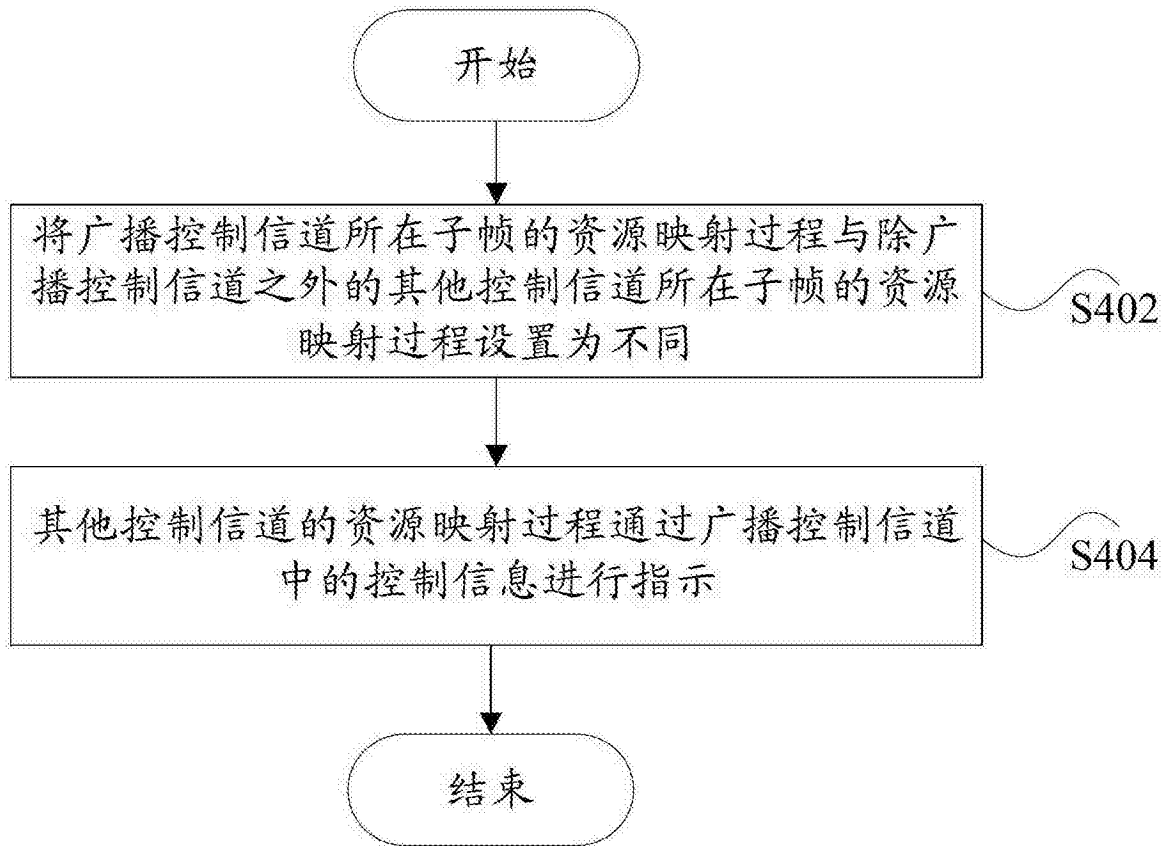 开始
将广播控制信道所在子帧的资源映射过程与除广
播控制信道之外的其他控制信道所在子帧的资源
映射过程设置为不同
S402
其他控制信道的资源映射过程通过广播控制信道
中的控制信息进行指示
S404
结束